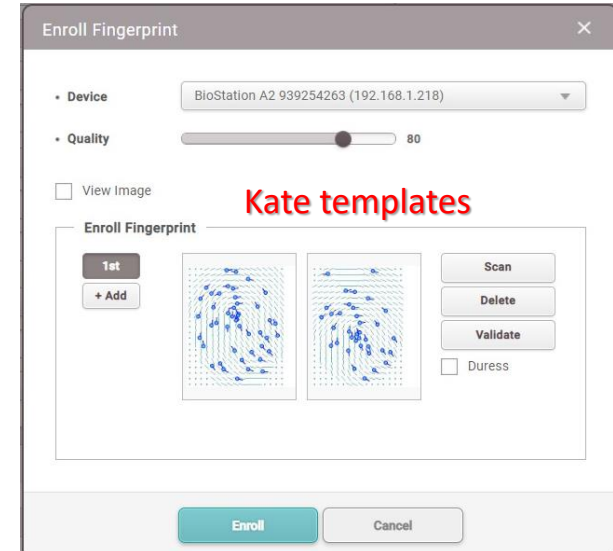 Enroll Fingerprint
• Device BioStation A2 939254263 (192.168.1.218)
• Quality 80
View Image
Kate templates
Enroll Fingerprint
1st
+ Add
Scan
Delete
Validate
Duress
Enroll Cancel